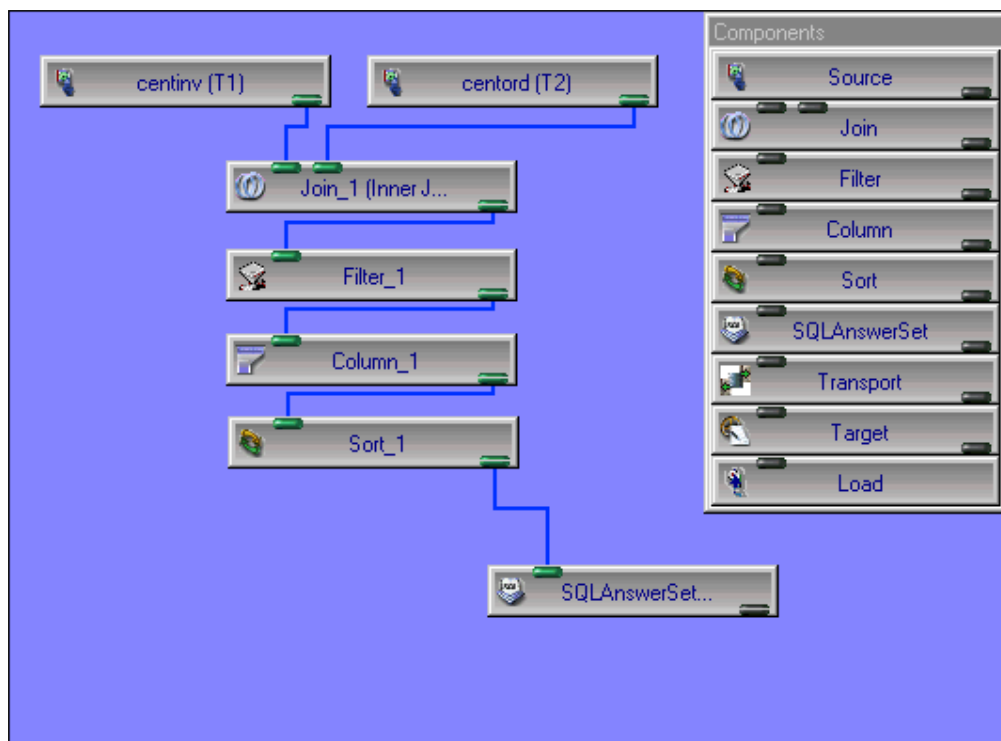 Components
centinv (T1)
centord (T2)
Join_1 (Inner J...
Filter_1
Column_1
Sort_1
SQLAnswerSet...
Source
Join
Filter
Column
Sort
SQLAnswerSet
Transport
Target
Load